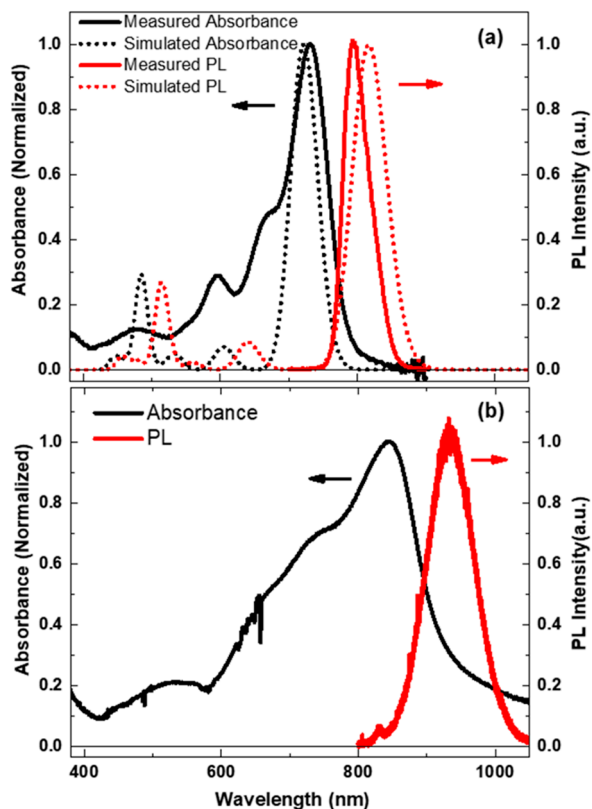 Measured Absorbance
Simulated Absorbance
Measured PL
Simulated PL
(a)
1.0
0.8
0.6
0.4
0.2
0.0
Absorbance (Normalized)
1.0
0.8
0.6
0.4
0.2
0.0
PL Intensity (a.u.)
Absorbance
PL
(b)
1.0
0.8
0.6
0.4
0.2
0.0
Absorbance (Normalized)
1.0
0.8
0.6
0.4
0.2
0.0
PL Intensity(a.u.)
400 600 800 1000
Wavelength (nm)